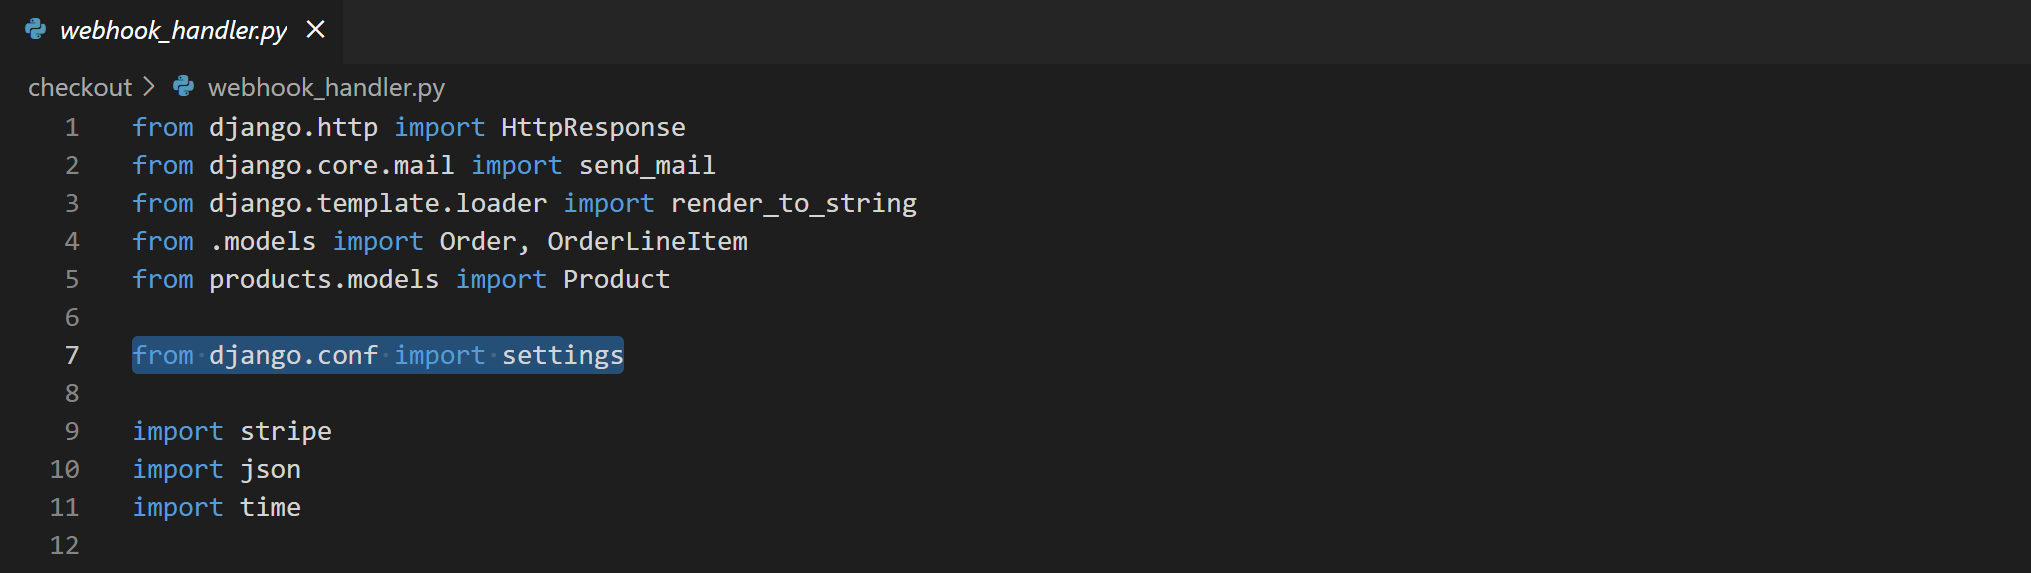 webhook_handler.py
checkout > webhook_handler.py
1 from django.http import HttpResponse
2 from django.core.mail import send_mail
3 from django.template.loader import render_to_string
4 from .models import Order, OrderLineItem
5 from products.models import Product
6
7 from django.conf import settings
8
9 import stripe
10 import json
11 import time
12